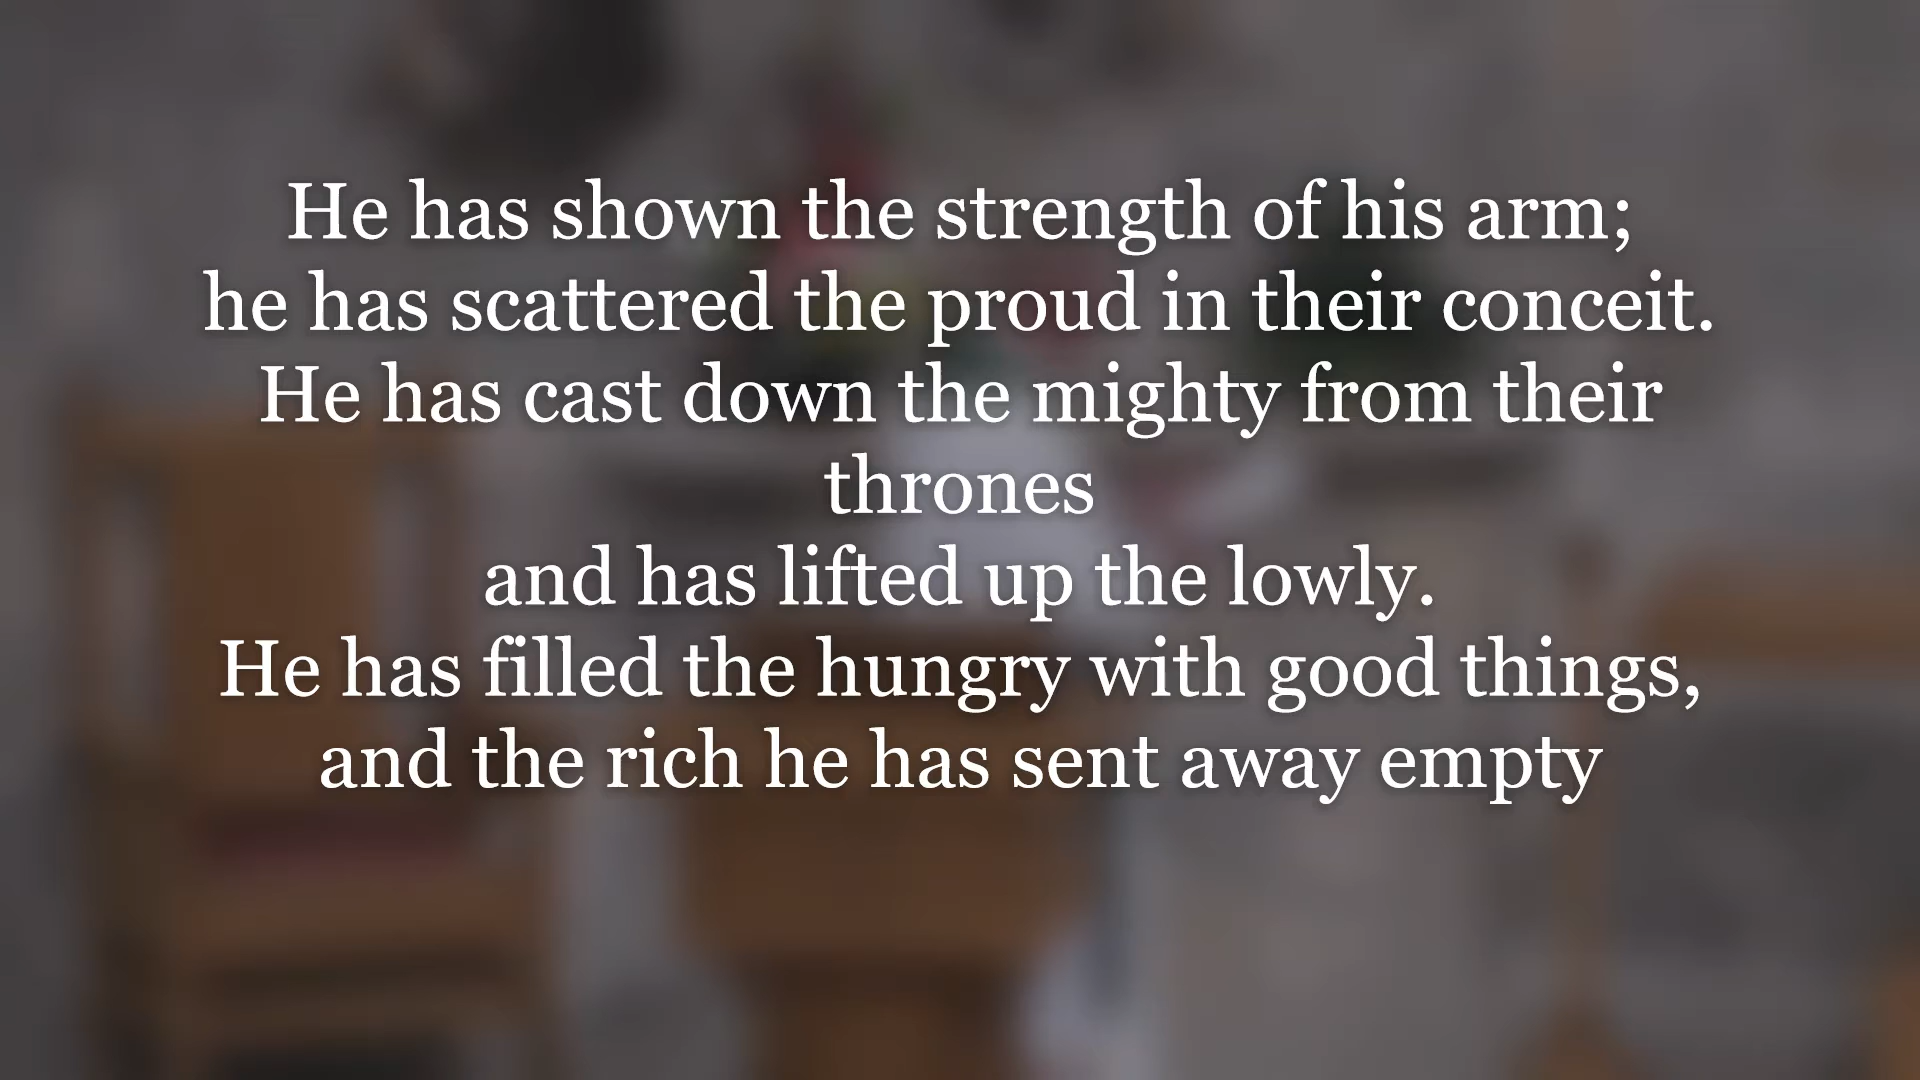 He has shown the strength of his arm;
he has scattered the proud in their conceit.
He has cast down the mighty from their
thrones
and has lifted up the lowly.
He has filled the hungry with good things,
and the rich he has sent away empty